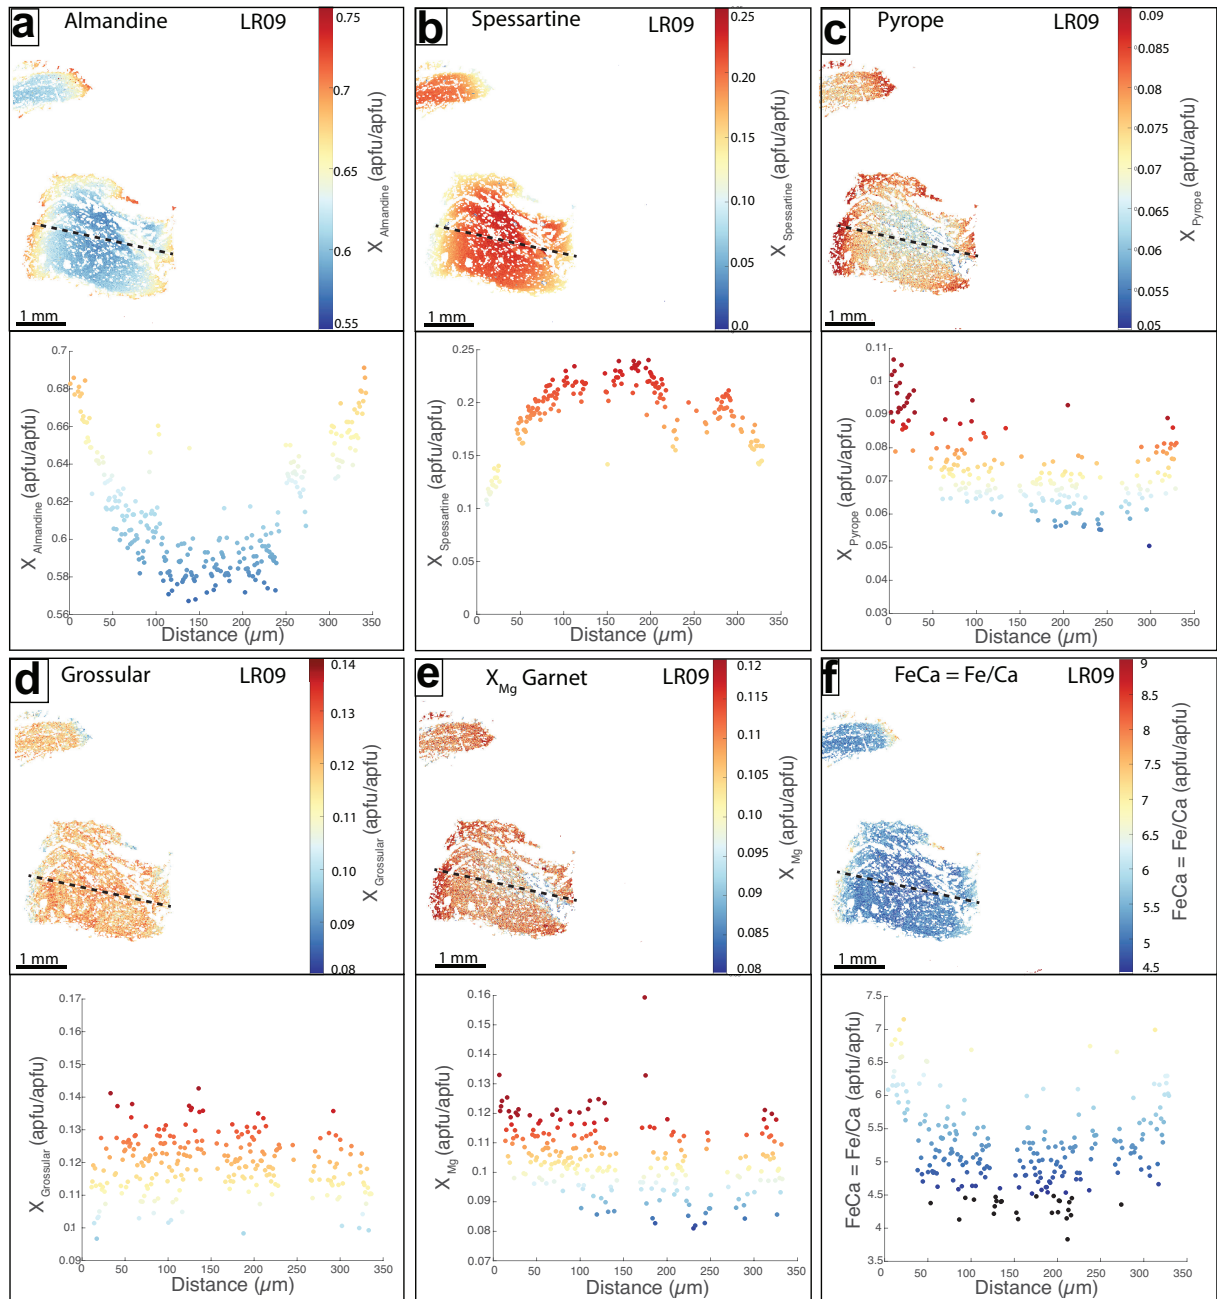 a Almandine LR09
0.75
0.7
0.65
0.6
0.55
X Almandine (apfu/apfu)
1 mm
0.7
0.68
0.66
0.64
0.62
0.6
0.58
0.56
X Almandine (apfu/apfu)
0 50 100 150 200 250 300 350
Distance (µm)
b Spessartine LR09
0.25
0.20
0.15
0.10
0.05
0.0
X Spessartine (apfu/apfu)
1 mm
0.25
0.2
0.15
0.1
0.05
0
X Spessartine (apfu/apfu)
0 50 100 150 200 250 300 350
Distance (µm)
c Pyrope LR09
0.09
0.085
0.08
0.075
0.07
0.065
0.06
0.055
0.05
X Pyrope (apfu/apfu)
1 mm
0.11
0.1
0.09
0.08
0.07
0.06
0.05
0.04
0.03
X Pyrope (apfu/apfu)
0 50 100 150 200 250 300 350
Distance (µm)
d Grossular LR09
0.14
0.13
0.12
0.11
0.10
0.09
0.08
X Grossular (apfu/apfu)
1 mm
0.17
0.16
0.15
0.14
0.13
0.12
0.11
0.1
0.09
X Grossular (apfu/apfu)
0 50 100 150 200 250 300 350
Distance (µm)
e X Mg Garnet LR09
0.12
0.115
0.11
0.105
0.10
0.095
0.09
0.085
0.08
X Mg (apfu/apfu)
1 mm
0.16
0.15
0.14
0.13
0.12
0.11
0.1
0.09
0.08
0.07
X Mg (apfu/apfu)
0 50 100 150 200 250 300 350
Distance (µm)
f FeCa = Fe/Ca LR09
9
8.5
8
7.5
7
6.5
6
5.5
5
4.5
FeCa = Fe/Ca (apfu/apfu)
1 mm
7.5
7
6.5
6
5.5
5
4.5
4
3.5
FeCa = Fe/Ca (apfu/apfu)
0 50 100 150 200 250 300 350
Distance (µm)